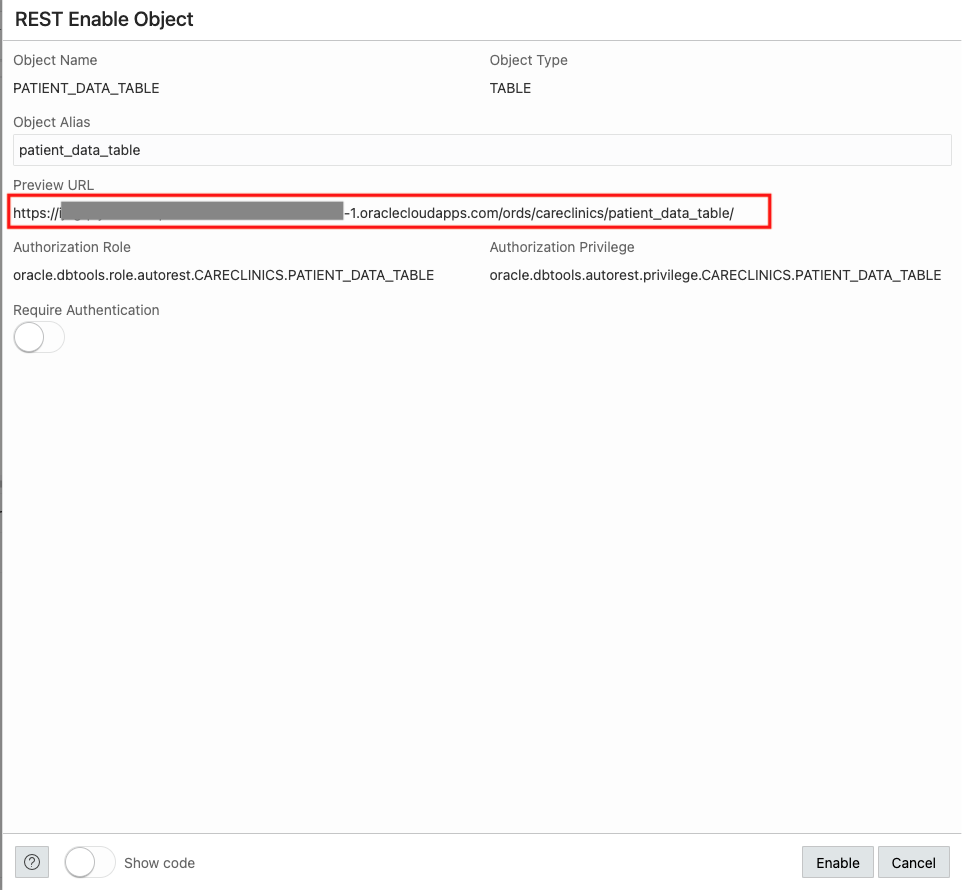 REST Enable Object
Object Name Object Type
PATIENT_DATA_TABLE TABLE
Object Alias
patient_data_table
Preview URL
https:// -1.oraclecloudapps.com/ords/careclinics/patient_data_table/
Authorization Role Authorization Privilege
oracle.dbtools.role.autorest.CARECLINICS.PATIENT_DATA_TABLE oracle.dbtools.autorest.privilege.CARECLINICS.PATIENT_DATA_TABLE
Require Authentication
? Show code Enable Cancel